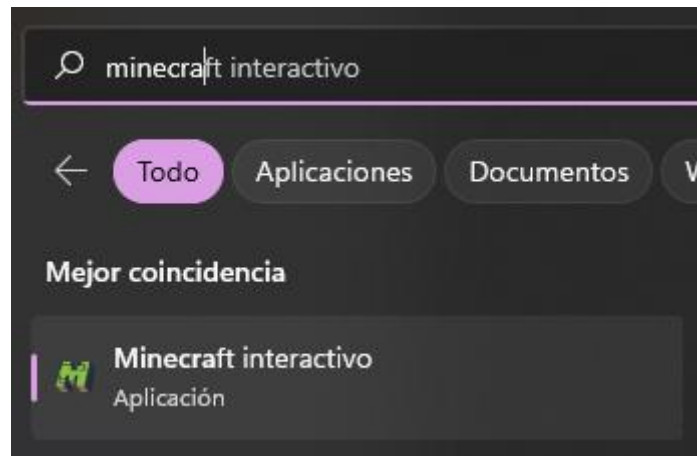 minecraft interactivo
Todo Aplicaciones Documentos V
Mejor coincidencia
Minecraft interactivo
Aplicación